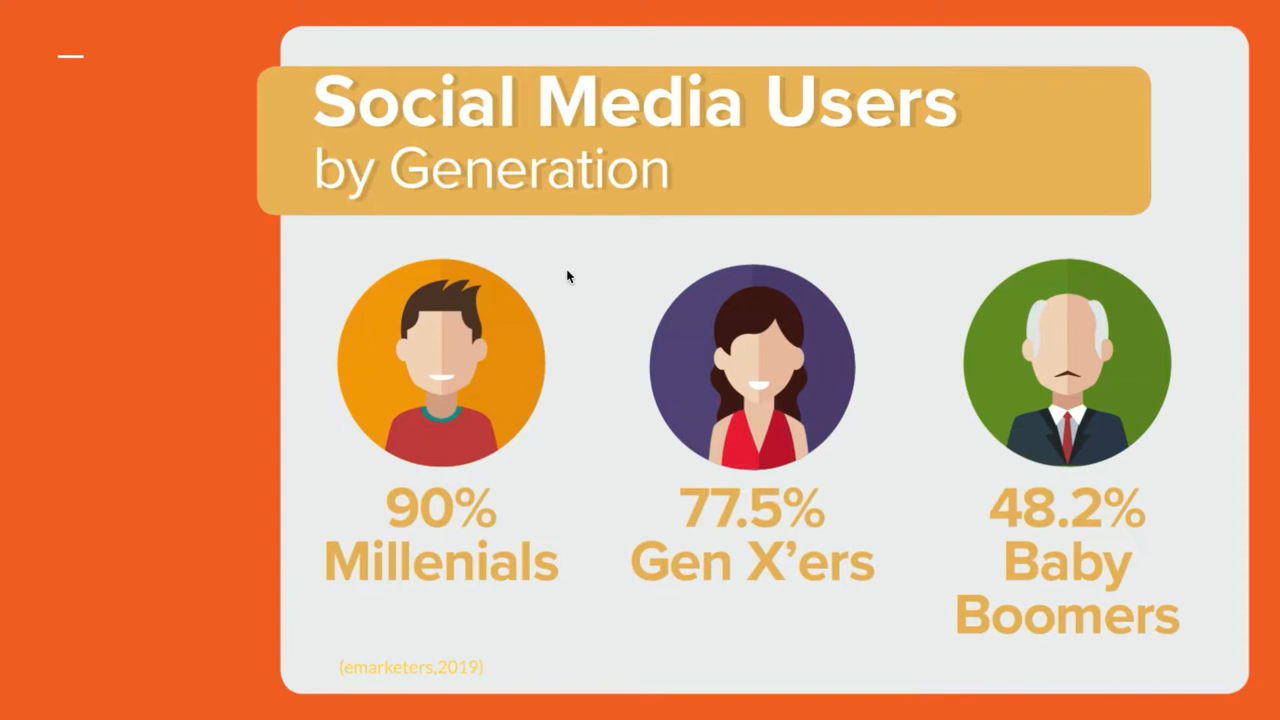 Social Media Users
by Generation
90%
Millenials
77.5%
Gen X’ers
48.2%
Baby
Boomers
(emarketers,2019)